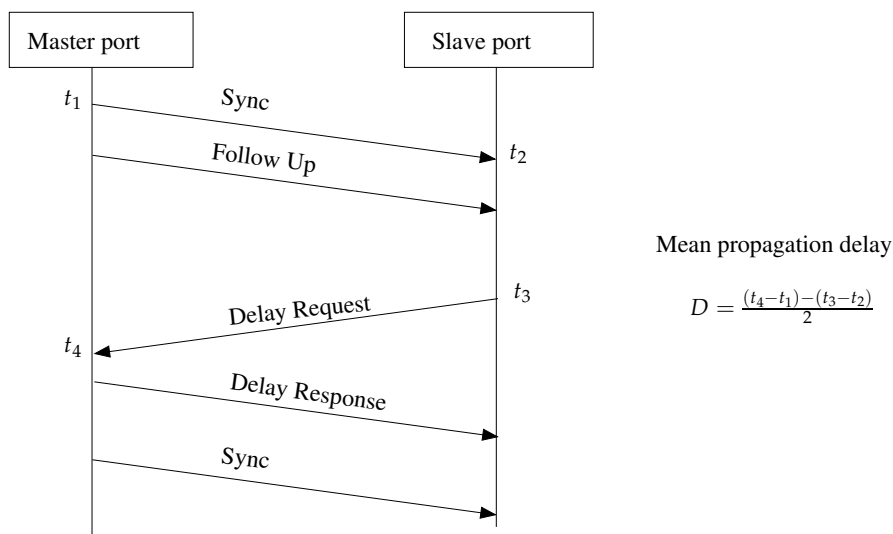 Master port
Slave port
t₁
Sync
t₂
Follow Up
Mean propagation delay
t₃
Delay Request
D = \frac{(t₄−t₁)−(t₃−t₂)}{2}
t₄
Delay Response
Sync